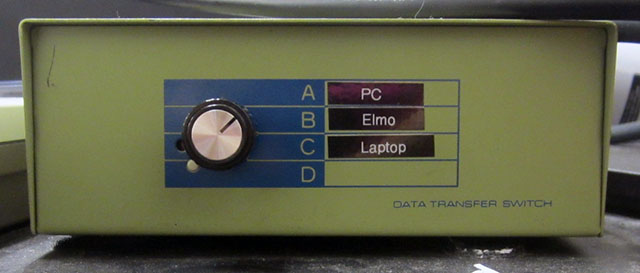 A PC
B Elmo
C Laptop
D
DATA TRANSFER SWITCH